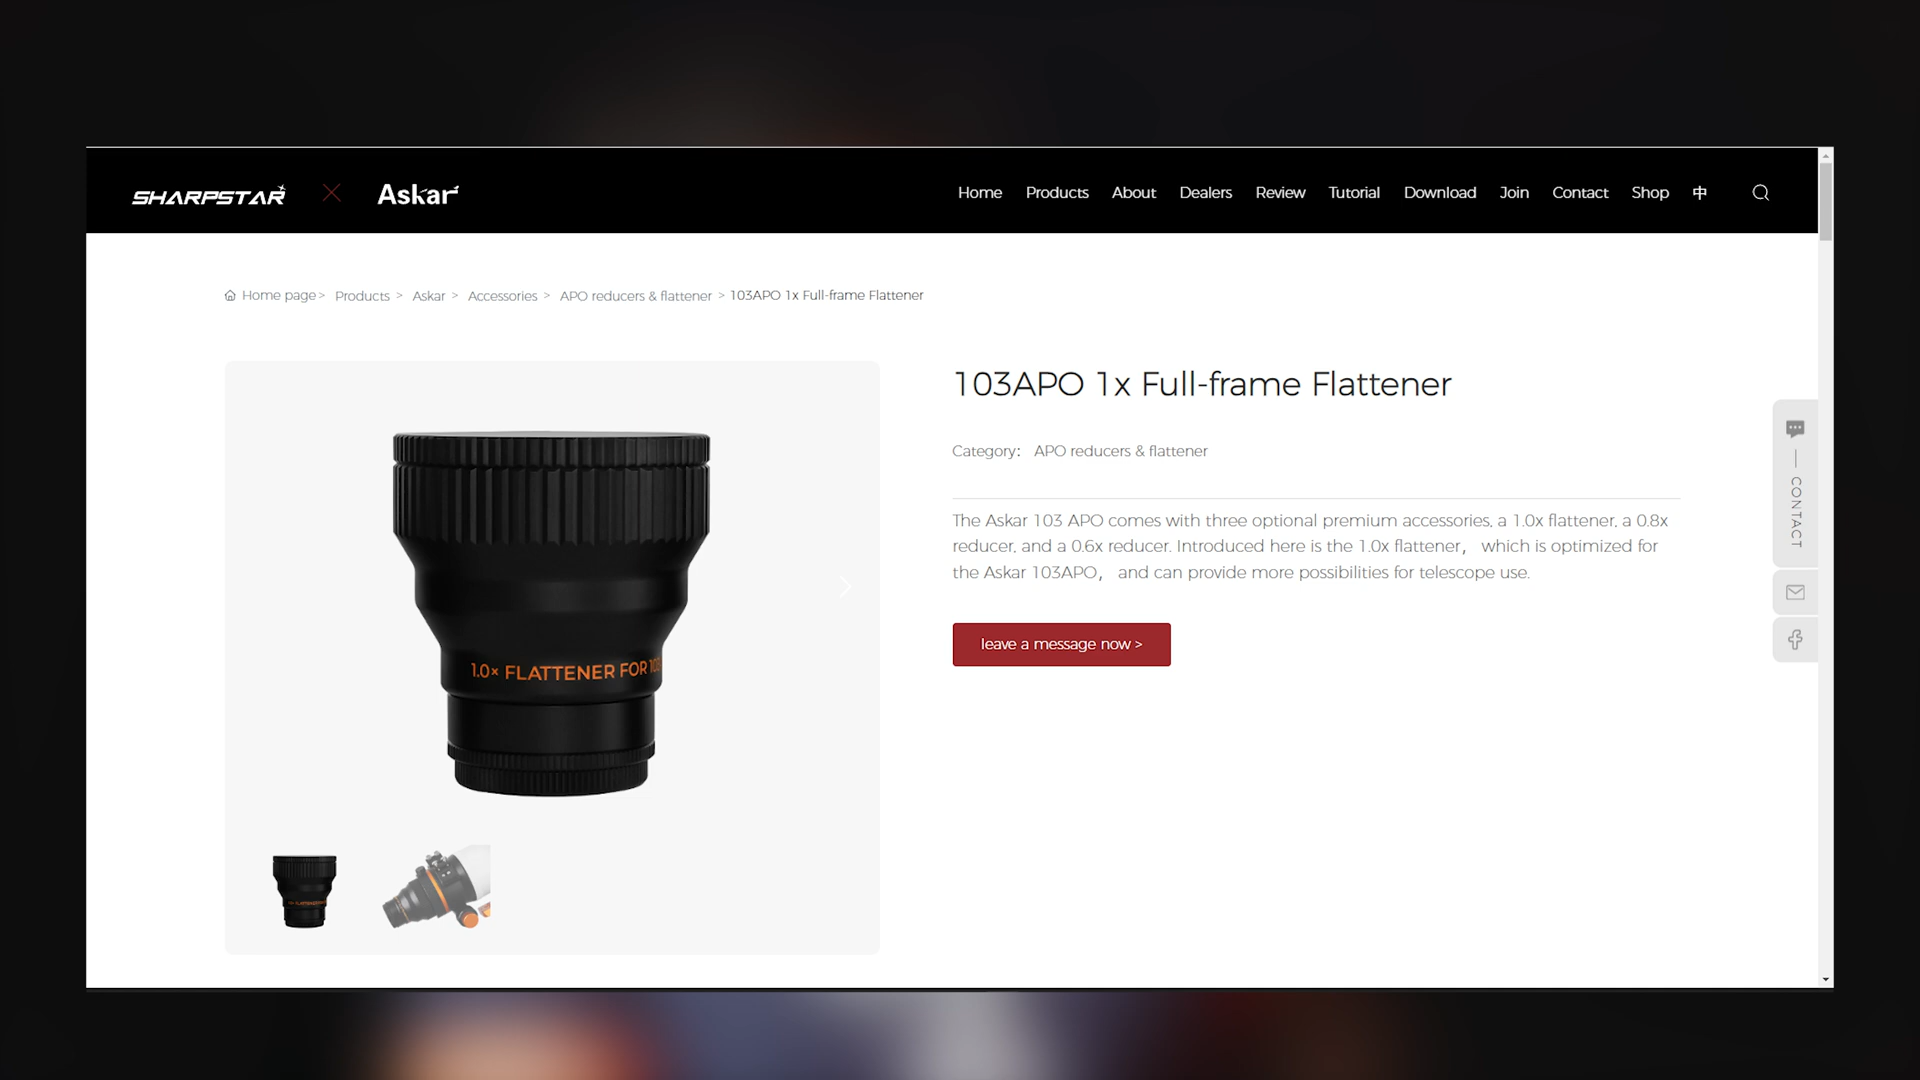 SHARPSTAR Askar Home Products About Dealers Review Tutorial Download Join Contact Shop 中
Home page > Products > Askar > Accessories > APO reducers & flattener > 103APO 1x Full-frame Flattener
103APO 1x Full-frame Flattener
Category: APO reducers & flattener
The Askar 103 APO comes with three optional premium accessories, a 1.0x flattener, a 0.8x
reducer, and a 0.6x reducer. Introduced here is the 1.0x flattener, which is optimized for
the Askar 103APO, and can provide more possibilities for telescope use.
leave a message now >
1.0× FLATTENER FOR 103
CONTACT